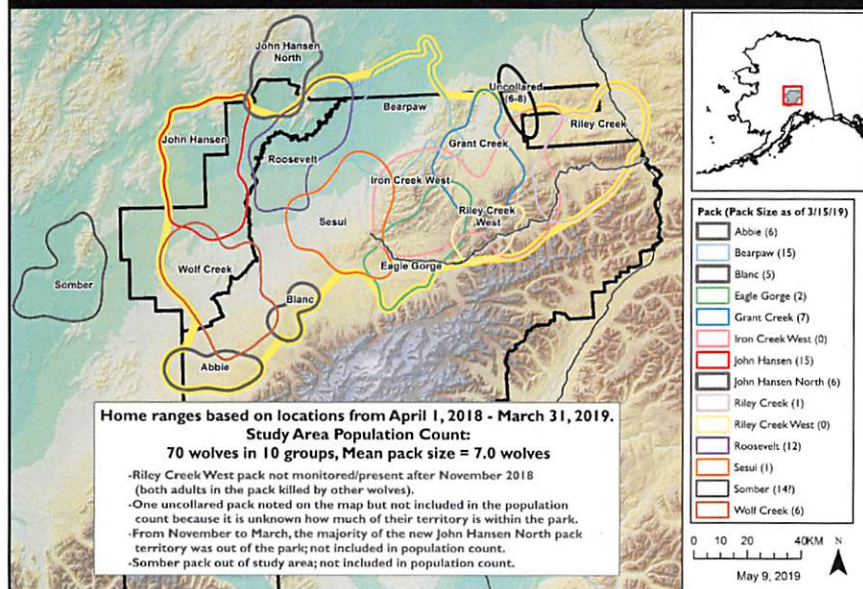 John Hansen
North
Uncollared
(6-8)
Bearpaw
Riley Creek
John Hansen
Grant Creek
Roosevelt
Iron Creek West
Sesui
Riley Creek
West
Wolf Creek
Eagle Gorge
Somber
Blanc
Abbie
Home ranges based on locations from April 1, 2018 - March 31, 2019.
Study Area Population Count:
70 wolves in 10 groups, Mean pack size = 7.0 wolves
-Riley Creek West pack not monitored/present after November 2018
(both adults in the pack killed by other wolves).
-One uncollared pack noted on the map but not included in the population
count because it is unknown how much of their territory is within the park.
-From November to March, the majority of the new John Hansen North pack
territory was out of the park; not included in population count.
-Somber pack out of study area; not included in population count.
Pack (Pack Size as of 3/15/19)
Abbie (6)
Bearpaw (15)
Blanc (5)
Eagle Gorge (2)
Grant Creek (7)
Iron Creek West (0)
John Hansen (15)
John Hansen North (6)
Riley Creek (1)
Riley Creek West (0)
Roosevelt (12)
Sesui (1)
Somber (14?)
Wolf Creek (6)
0 20 40 KM N
May 9, 2019